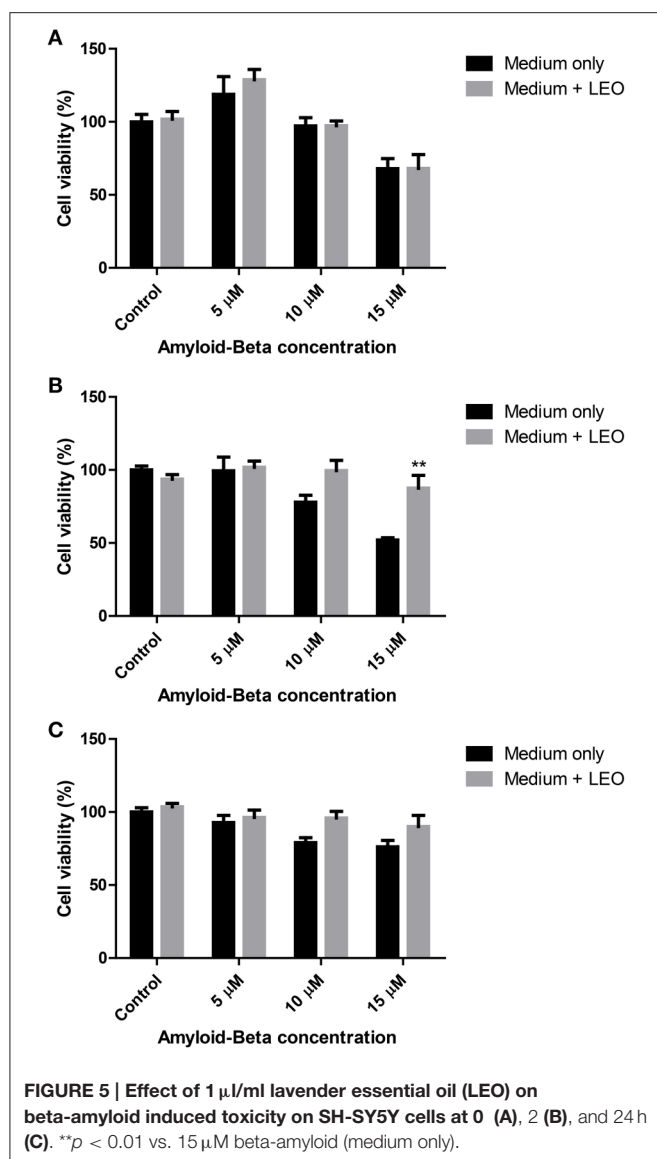 A
Cell viability (%)
150
100
50
0
Control
5 μM
10 μM
15 μM
Amyloid-Beta concentration
Medium only
Medium + LEO
B
Cell viability (%)
150
100
50
0
**
Control
5 μM
10 μM
15 μM
Amyloid-Beta concentration
Medium only
Medium + LEO
C
Cell viability (%)
150
100
50
0
Control
5 μM
10 μM
15 μM
Amyloid-Beta concentration
Medium only
Medium + LEO
FIGURE 5 | Effect of 1 μl/ml lavender essential oil (LEO) on
beta-amyloid induced toxicity on SH-SY5Y cells at 0 (A), 2 (B), and 24 h
(C). **p < 0.01 vs. 15 μM beta-amyloid (medium only).